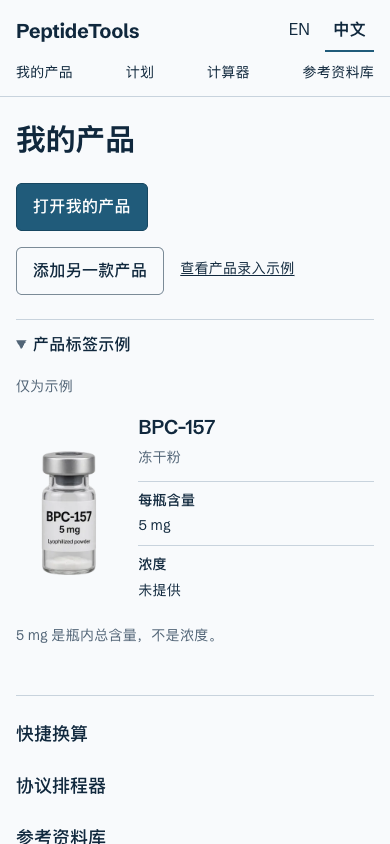 PeptideTools
EN 中文
我的产品 计划 计算器 参考资料库
我的产品
打开我的产品
添加另一款产品 查看产品录入示例
▼ 产品标签示例
仅为示例
BPC-157
冻干粉
每瓶含量
5 mg
浓度
未提供
BPC-157
5 mg
Lyophilized powder
5 mg 是瓶内总含量，不是浓度。
快捷换算
协议排程器
参考资料库